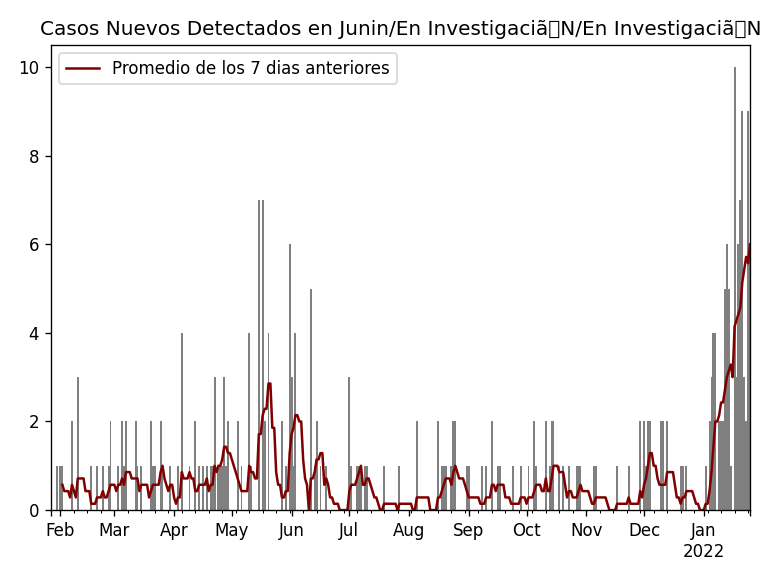 Casos Nuevos Detectados en Junin/En Investigaciã▯N/En Investigaciã▯N
Promedio de los 7 dias anteriores
10
8
6
4
2
0
Feb Mar Apr May Jun Jul Aug Sep Oct Nov Dec Jan
2022